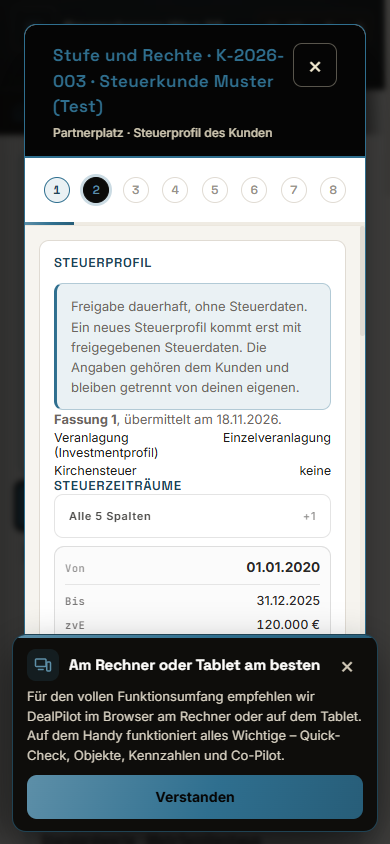 Stufe und Rechte · K-2026-
003 · Steuerkunde Muster
(Test)
×
Partnerplatz · Steuerprofil des Kunden
1 2 3 4 5 6 7 8
STEUERPROFIL
Freigabe dauerhaft, ohne Steuerdaten.
Ein neues Steuerprofil kommt erst mit
freigegebenen Steuerdaten. Die
Angaben gehören dem Kunden und
bleiben getrennt von deinen eigenen.
Fassung 1, übermittelt am 18.11.2026.
Veranlagung Einzelveranlagung
(Investmentprofil)
Kirchensteuer keine
STEUERZEITRÄUME
Alle 5 Spalten +1
Von 01.01.2020
Bis 31.12.2025
zvE 120.000 €
Am Rechner oder Tablet am besten ×
Für den vollen Funktionsumfang empfehlen wir
DealPilot im Browser am Rechner oder auf dem Tablet.
Auf dem Handy funktioniert alles Wichtige – Quick-
Check, Objekte, Kennzahlen und Co-Pilot.
Verstanden